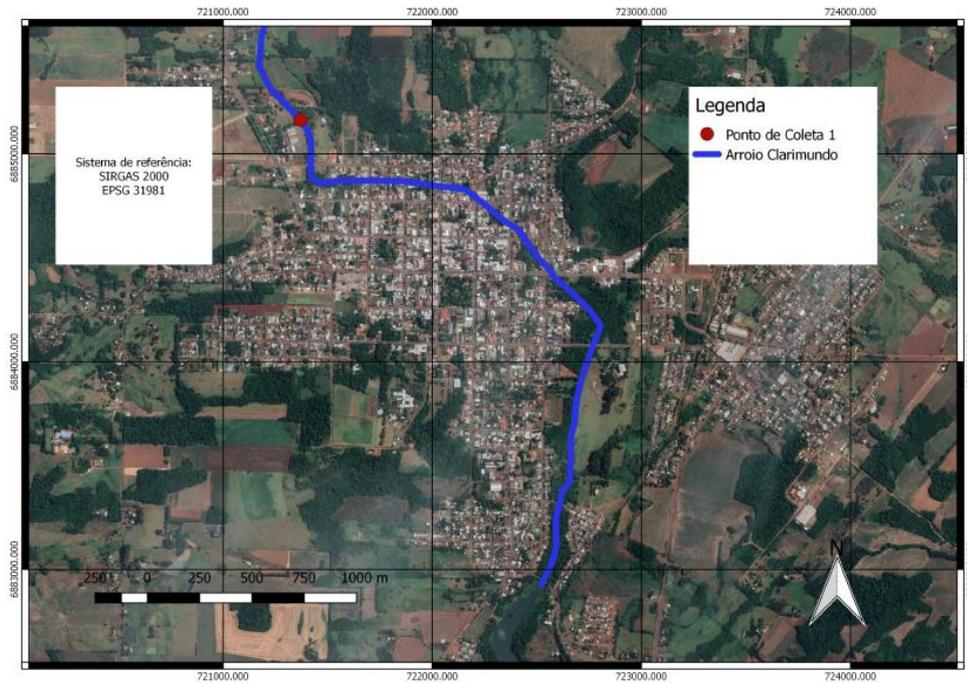 721000.000 722000.000 723000.000 724000.000
Legenda
Ponto de Coleta 1
Arroio Clarimundo
Sistema de referência:
SIRGAS 2000
EPSG 31981
6885000.000
6884000.000
6883000.000
N
250 0 250 500 750 1000 m
721000.000 722000.000 723000.000 724000.000